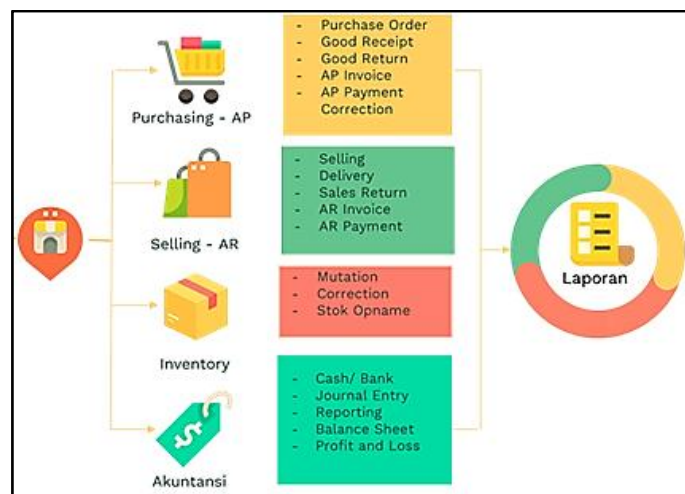 Purchasing - AP
- Purchase Order
- Good Receipt
- Good Return
- AP Invoice
- AP Payment
Correction
Selling - AR
- Selling
- Delivery
- Sales Return
- AR Invoice
- AR Payment
Inventory
- Mutation
- Correction
- Stok Opname
Akuntansi
- Cash/ Bank
- Journal Entry
- Reporting
- Balance Sheet
- Profit and Loss
Laporan